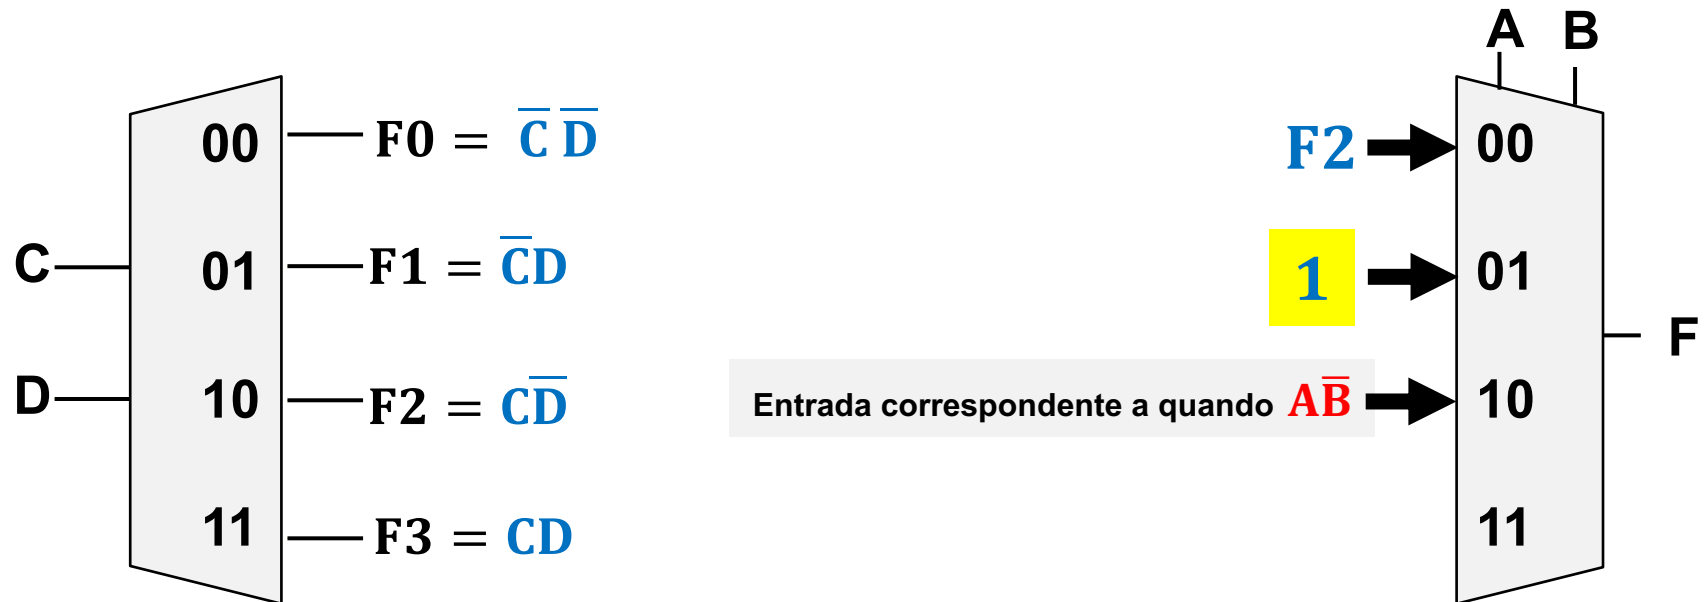 A B
00 F0 = C̅ D̅ F2 00
C 01 F1 = C̅D 1 01
F
D 10 F2 = CD̅ Entrada correspondente a quando AB̅ 10
11 F3 = CD 11